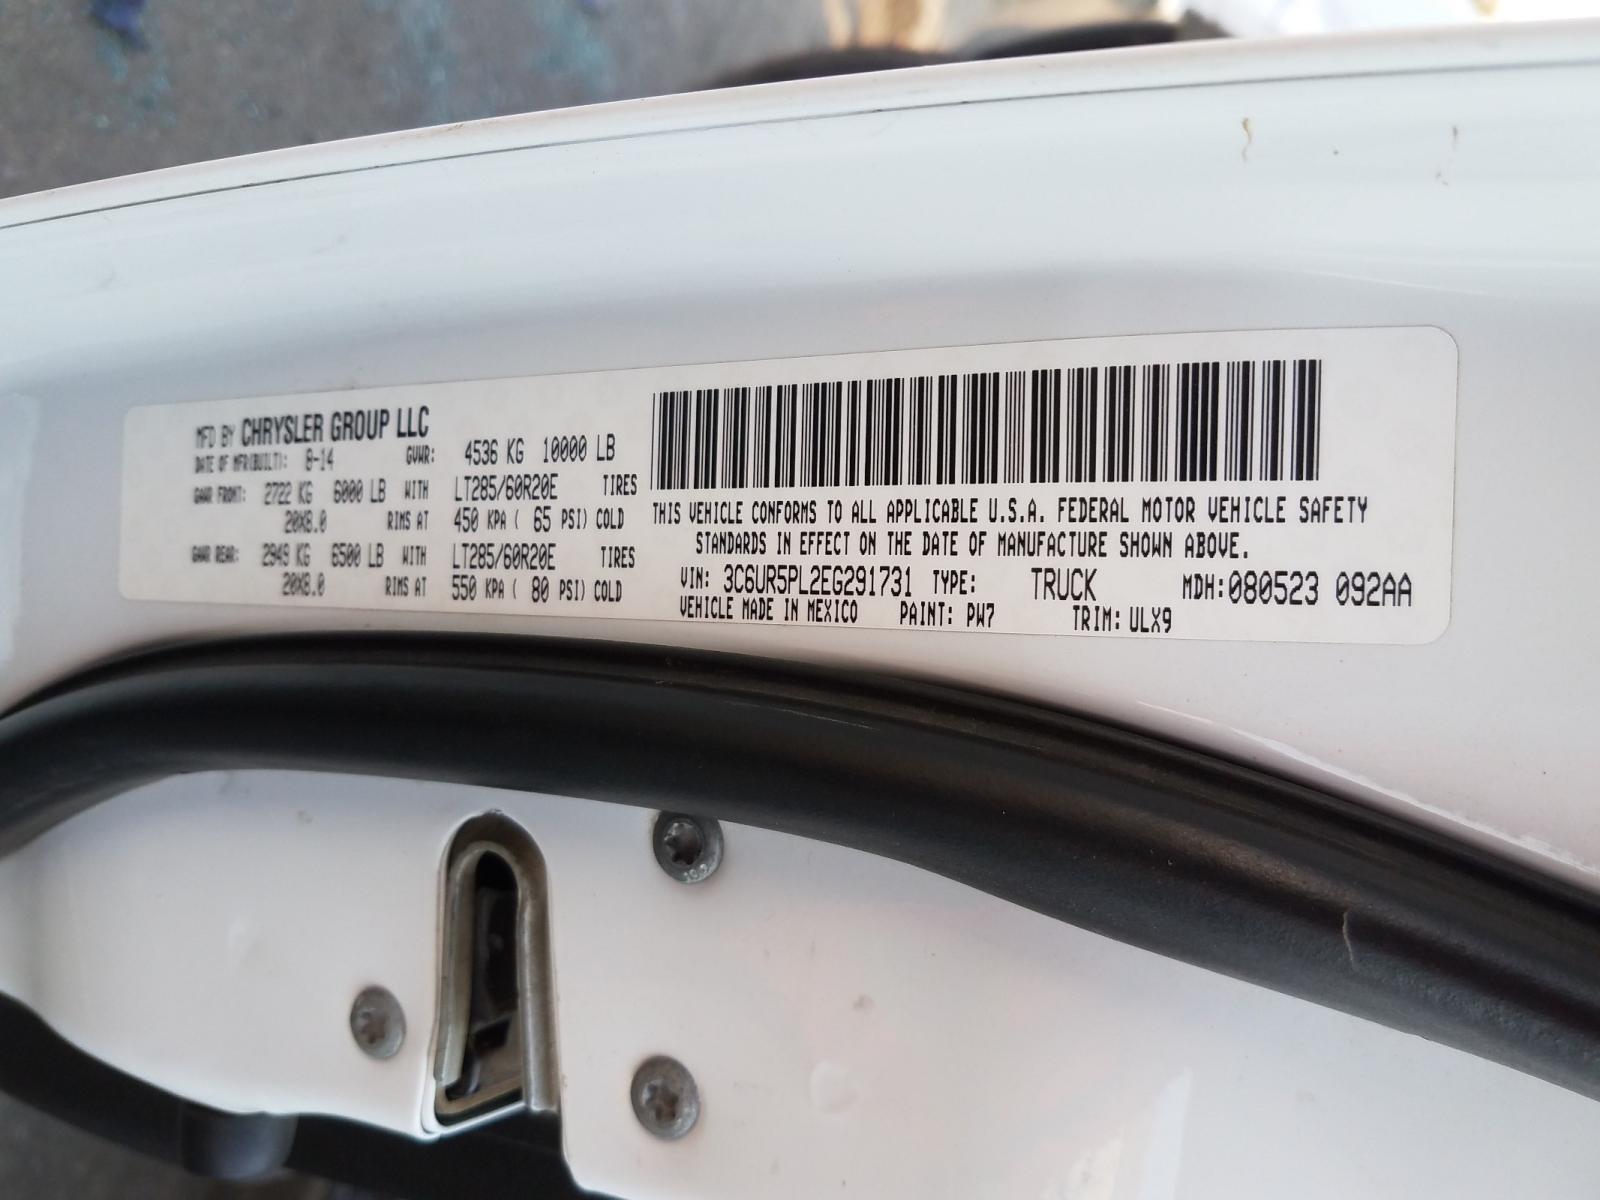 MFD BY CHRYSLER GROUP LLC
DATE OF MFR(BUILT): 8-14 GVWR: 4536 KG 10000 LB
GAWR FRONT: 2722 KG 6000 LB WITH LT285/60R20E TIRES
20X8.0 RIMS AT 450 KPA ( 65 PSI) COLD
GAWR REAR: 2949 KG 6500 LB WITH LT285/60R20E TIRES
20X8.0 RIMS AT 550 KPA ( 80 PSI) COLD
THIS VEHICLE CONFORMS TO ALL APPLICABLE U.S.A. FEDERAL MOTOR VEHICLE SAFETY
STANDARDS IN EFFECT ON THE DATE OF MANUFACTURE SHOWN ABOVE.
VIN: 3C6UR5PL2EG291731 TYPE: TRUCK MDH:080523 092AA
VEHICLE MADE IN MEXICO PAINT: PW7 TRIM: ULX9